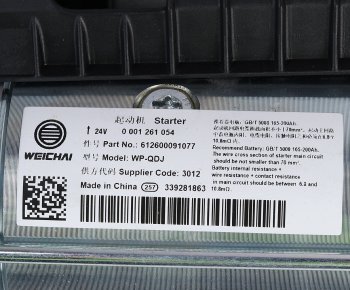 起动机 Starter
24V 0 001 261 054
件号 Part No.: 612600091077
型号 Model: WP-QDJ
供方代码 Supplier Code: 3012
Made in China 257 339281863
WEICHAI
Recommend Battery: GB/T 5008 165-200Ah.
The wire cross section of starter main circuit
should be not smaller than 70 mm².
Battery internal resistance +
wire resistance + contact resistance
in main circuit should between 6.0 and
10.8mΩ